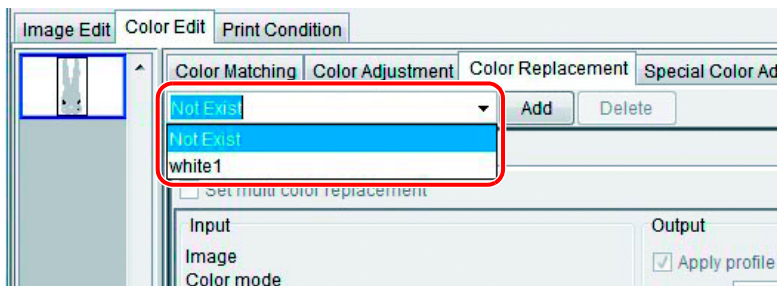 Image Edit Color Edit Print Condition
Color Matching Color Adjustment Color Replacement Special Color Ad
Not Exist Add Delete
Not Exist
white1
Set multi color replacement
Input Output
Image Apply profile
Color mode